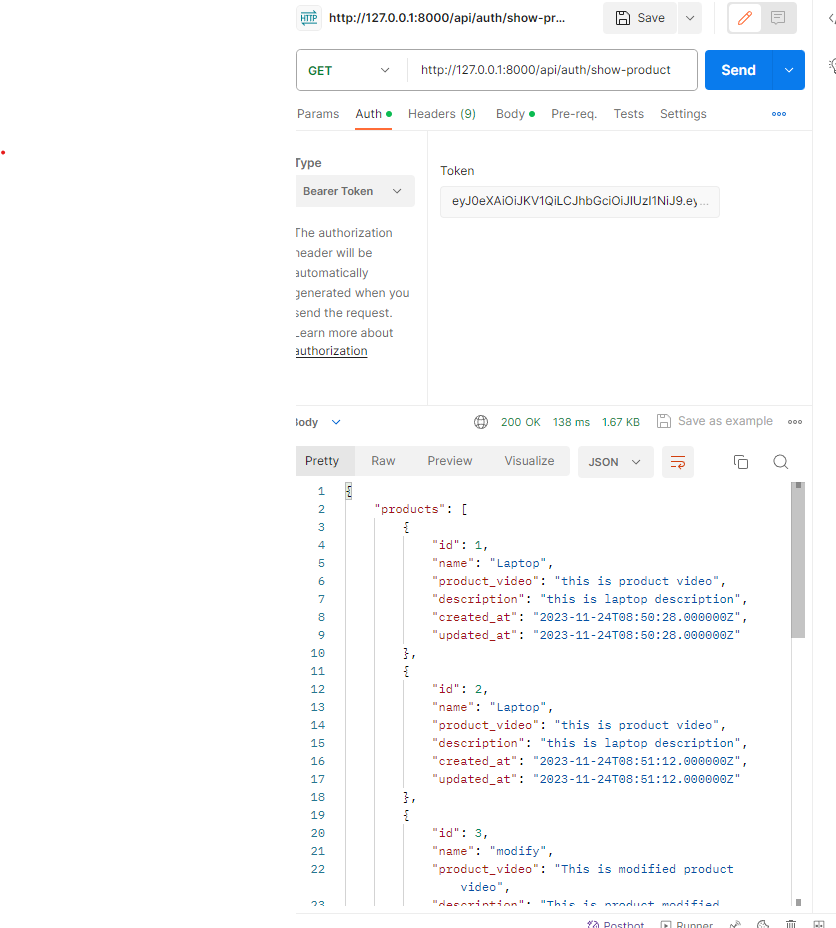 HTTP http://127.0.0.1:8000/api/auth/show-pr... Save
GET http://127.0.0.1:8000/api/auth/show-product Send
Params Auth Headers (9) Body Pre-req. Tests Settings
Type
Bearer Token
The authorization
header will be
automatically
generated when you
send the request.
Learn more about
authorization
Token
eyJ0eXAiOiJKV1QiLCJhbGciOiJIUzI1NiJ9.ey...
Body 200 OK 138 ms 1.67 KB Save as example
Pretty Raw Preview Visualize JSON
1 {
2 "products": [
3 {
4 "id": 1,
5 "name": "Laptop",
6 "product_video": "this is product video",
7 "description": "this is laptop description",
8 "created_at": "2023-11-24T08:50:28.000000Z",
9 "updated_at": "2023-11-24T08:50:28.000000Z"
10 },
11 {
12 "id": 2,
13 "name": "Laptop",
14 "product_video": "this is product video",
15 "description": "this is laptop description",
16 "created_at": "2023-11-24T08:51:12.000000Z",
17 "updated_at": "2023-11-24T08:51:12.000000Z"
18 },
19 {
20 "id": 3,
21 "name": "modify",
22 "product_video": "This is modified product
video",
23 "description": "This is product modified
Postbot Runner